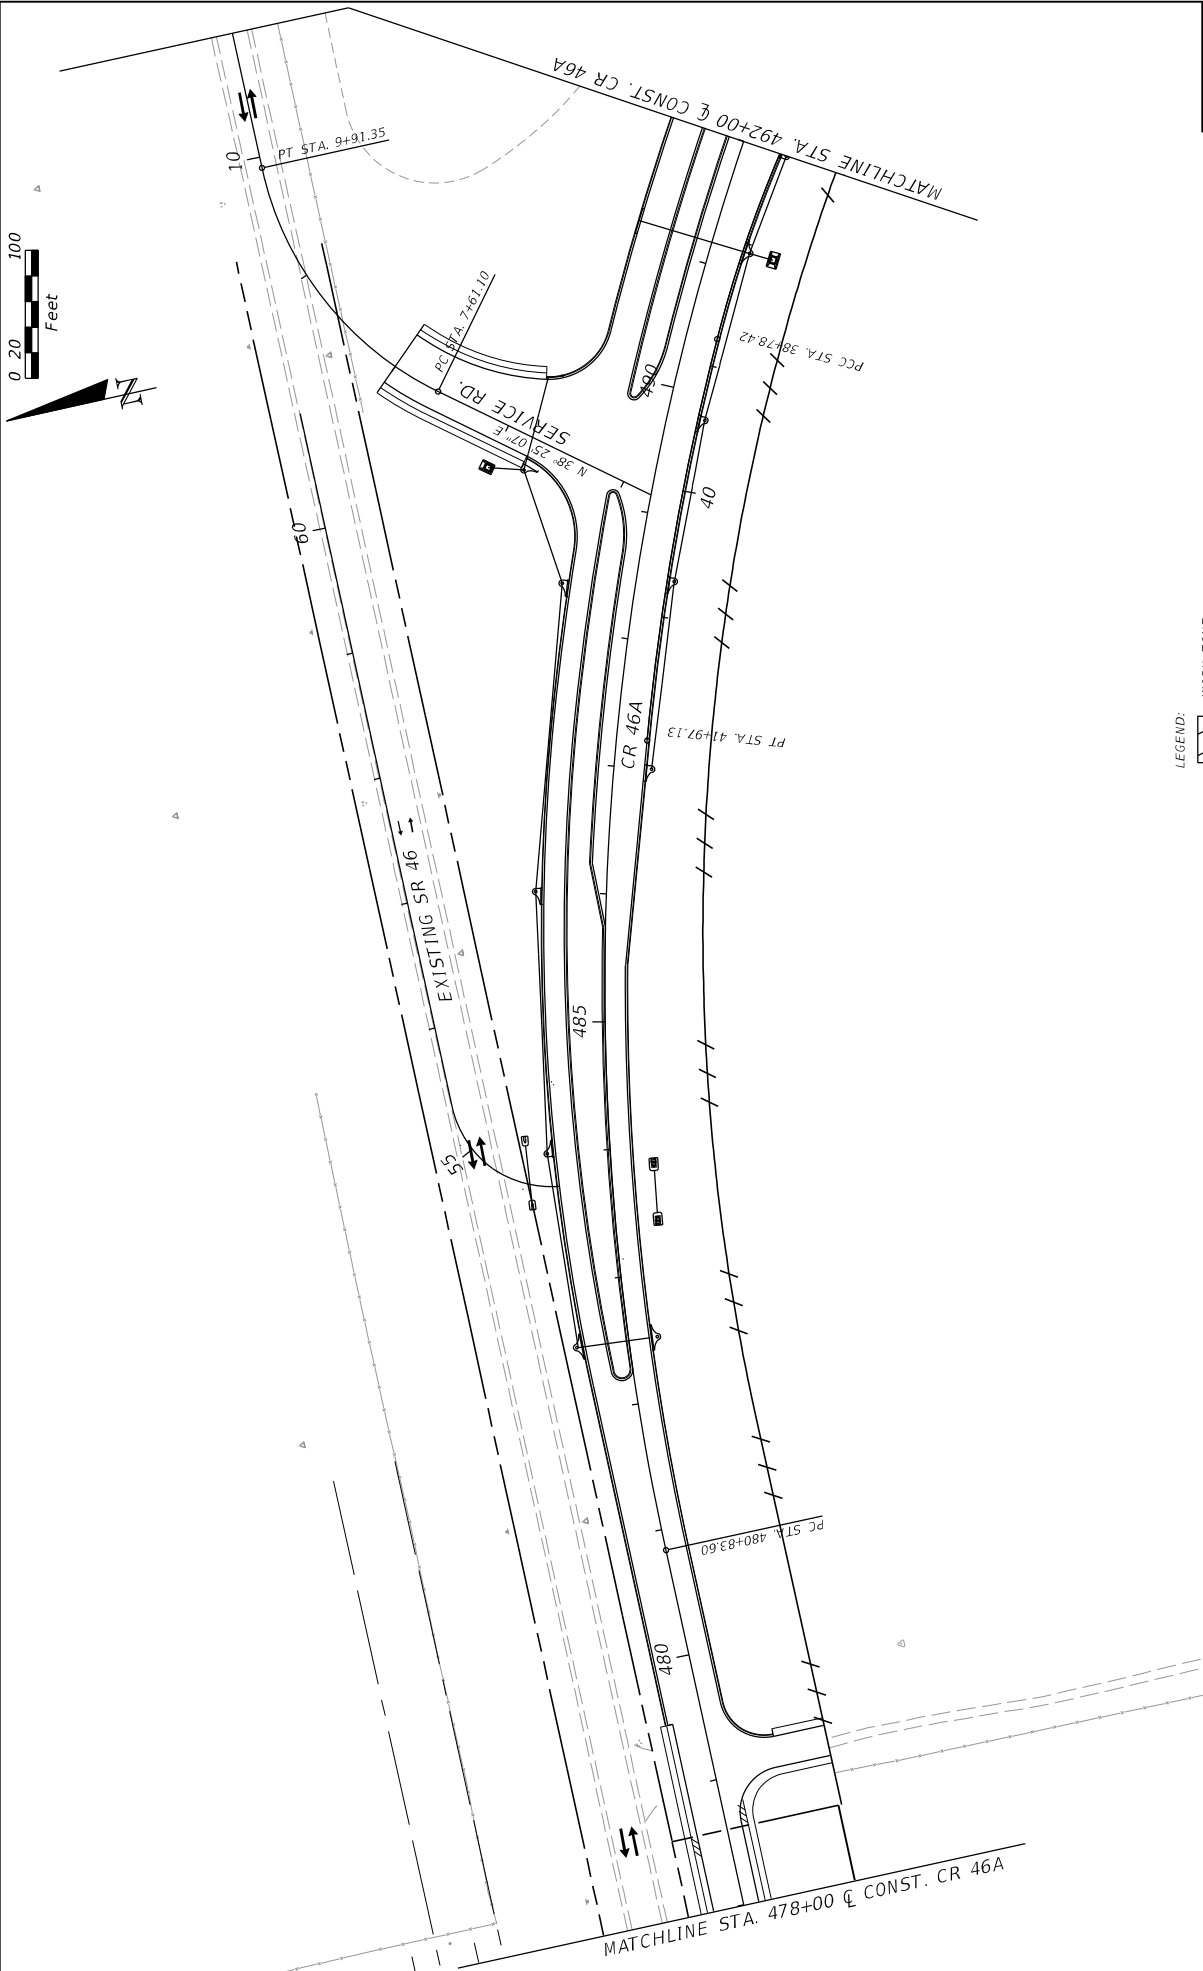 MATCHLINE STA. 492+00 ℄ CONST. CR 46A
10
PT STA. 9+91.35
0 20 100
Feet
N
PC STA. 7+61.10
SERVICE RD.
N 38° 25' 07" E
490
PCC STA. 38+78.42
40
60
CR 46A
PT STA. 41+97.13
LEGEND:
EXISTING SR 46
485
55
PC STA. 480+83.60
480
MATCHLINE STA. 478+00 ℄ CONST. CR 46A